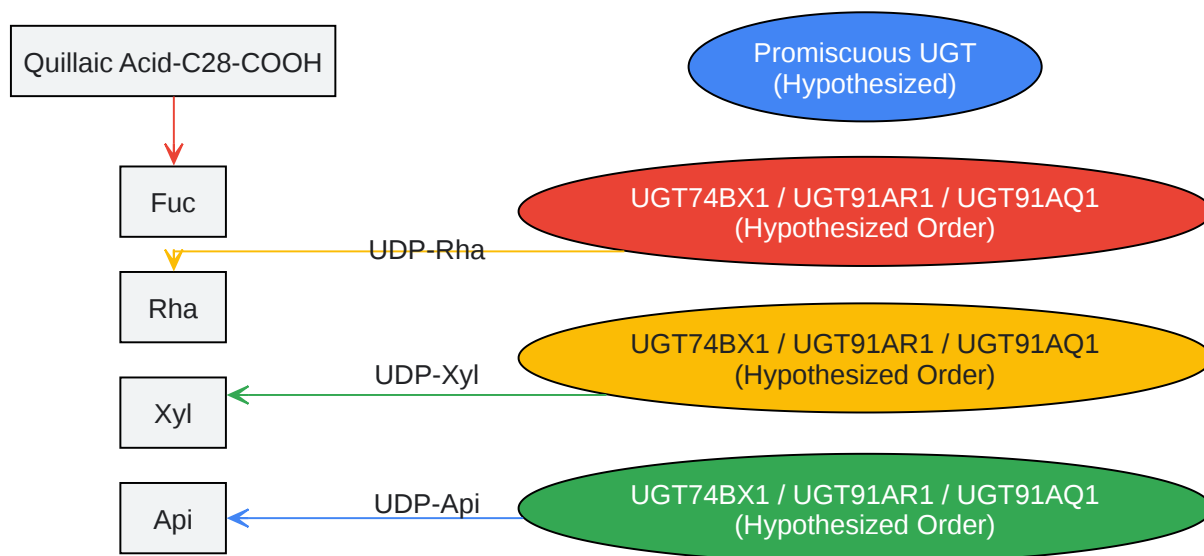 Quillaic Acid-C28-COOH
Promiscuous UGT
(Hypothesized)
Fuc
UGT74BX1 / UGT91AR1 / UGT91AQ1
(Hypothesized Order)
UDP-Rha
Rha
UGT74BX1 / UGT91AR1 / UGT91AQ1
(Hypothesized Order)
UDP-Xyl
Xyl
UGT74BX1 / UGT91AR1 / UGT91AQ1
(Hypothesized Order)
UDP-Api
Api